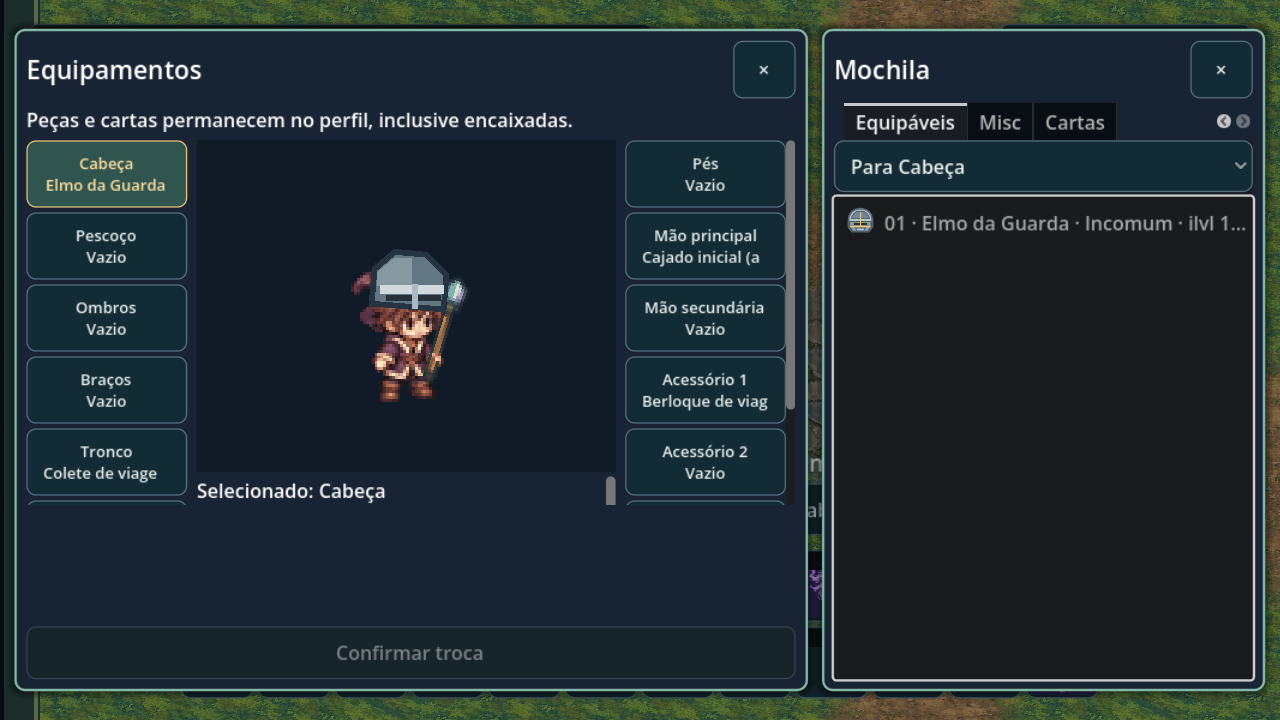 Equipamentos
×
Peças e cartas permanecem no perfil, inclusive encaixadas.
Cabeça
Elmo da Guarda
Pescoço
Vazio
Ombros
Vazio
Braços
Vazio
Tronco
Colete de viage
Selecionado: Cabeça
Pés
Vazio
Mão principal
Cajado inicial (a
Mão secundária
Vazio
Acessório 1
Berloque de viag
Acessório 2
Vazio
Confirmar troca
Mochila
×
Equipáveis
Misc
Cartas
Para Cabeça
01 · Elmo da Guarda · Incomum · ilvl 1...